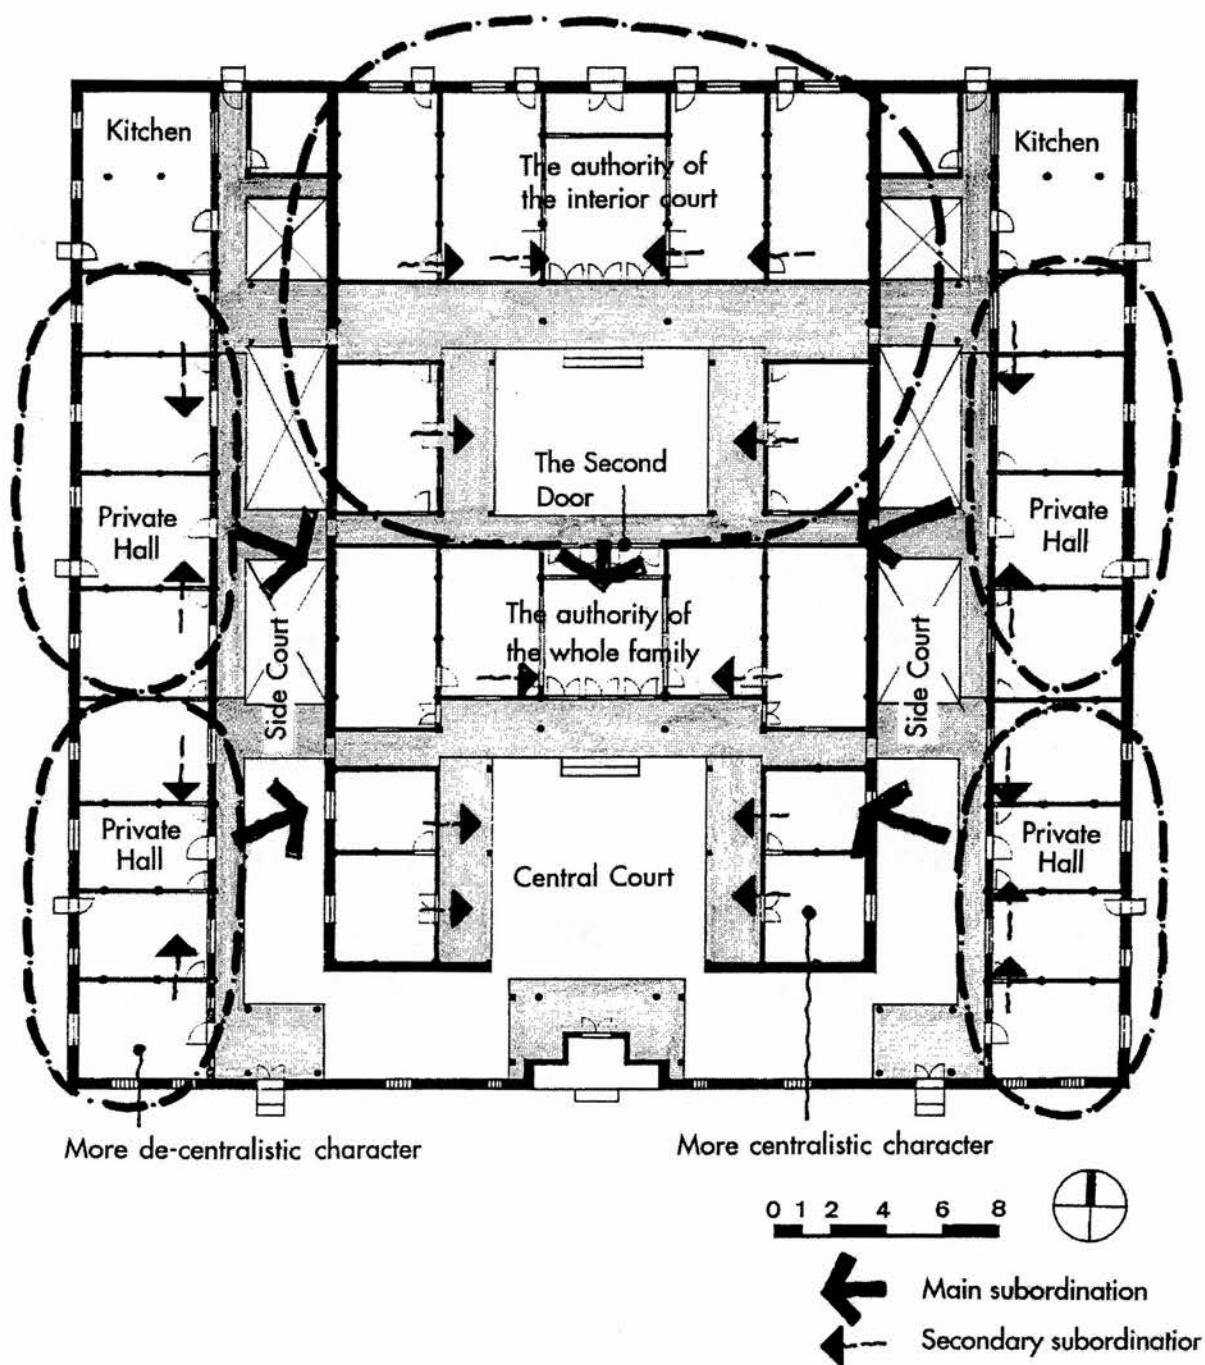 Kitchen
Kitchen
The authority of
the interior court
The Second
Door
Private
Hall
Private
Hall
The authority of
the whole family
Side Court
Side Court
Private
Hall
Private
Hall
Central Court
More de-centralistic character
More centralistic character
0 1 2 4 6 8
Main subordination
Secondary subordination